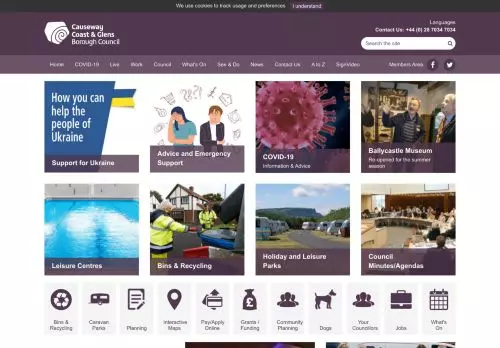 We use cookies to track usage and preferences I understand
Causeway
Coast & Glens
Borough Council
Languages
Contact Us: +44 (0) 28 7034 7034
Search the site
Home COVID-19 Live Work Council What's On See & Do News Contact Us A to Z SignVideo Members Area
How you can
help the
people of
Ukraine
Support for Ukraine
Advice and Emergency
Support
COVID-19
Information & Advice
Ballycastle Museum
Re-opened for the summer
season
Leisure Centres
Bins & Recycling
Holiday and Leisure
Parks
Council
Minutes/Agendas
Bins &
Recycling
Caravan
Parks
Planning
Interactive
Maps
Pay/Apply
Online
Grants /
Funding
Community
Planning
Dogs
Your
Councillors
Jobs
What's
On